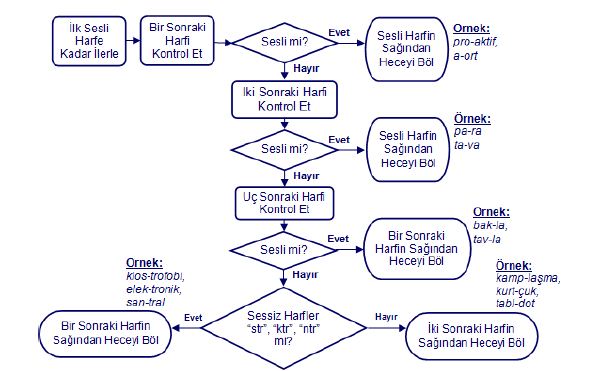 İlk Sesli
Harfe
Kadar İlerle
Bir Sonraki
Harfi
Kontrol Et
Sesli mi?
Evet
Sesli Harfin
Sağından
Heceyi Böl
Örnek:
pro-aktif,
a-ort
Hayır
İki Sonraki Harfi
Kontrol Et
Sesli mi?
Evet
Sesli Harfin
Sağından
Heceyi Böl
Örnek:
pa-ra
ta-va
Hayır
Üç Sonraki Harfi
Kontrol Et
Sesli mi?
Evet
Bir Sonraki
Harfin Sağından
Heceyi Böl
Örnek:
bak-la,
tav-la
Hayır
Sessiz Harfler
“str”, “ktr”, “ntr”
mi?
Evet
Bir Sonraki Harfin
Sağından Heceyi Böl
Örnek:
klos-trofobi,
elek-tronik,
san-tral
Hayır
İki Sonraki Harfin
Sağından Heceyi Böl
Örnek:
kamp-laşma,
kurt-çuk,
tabl-dot